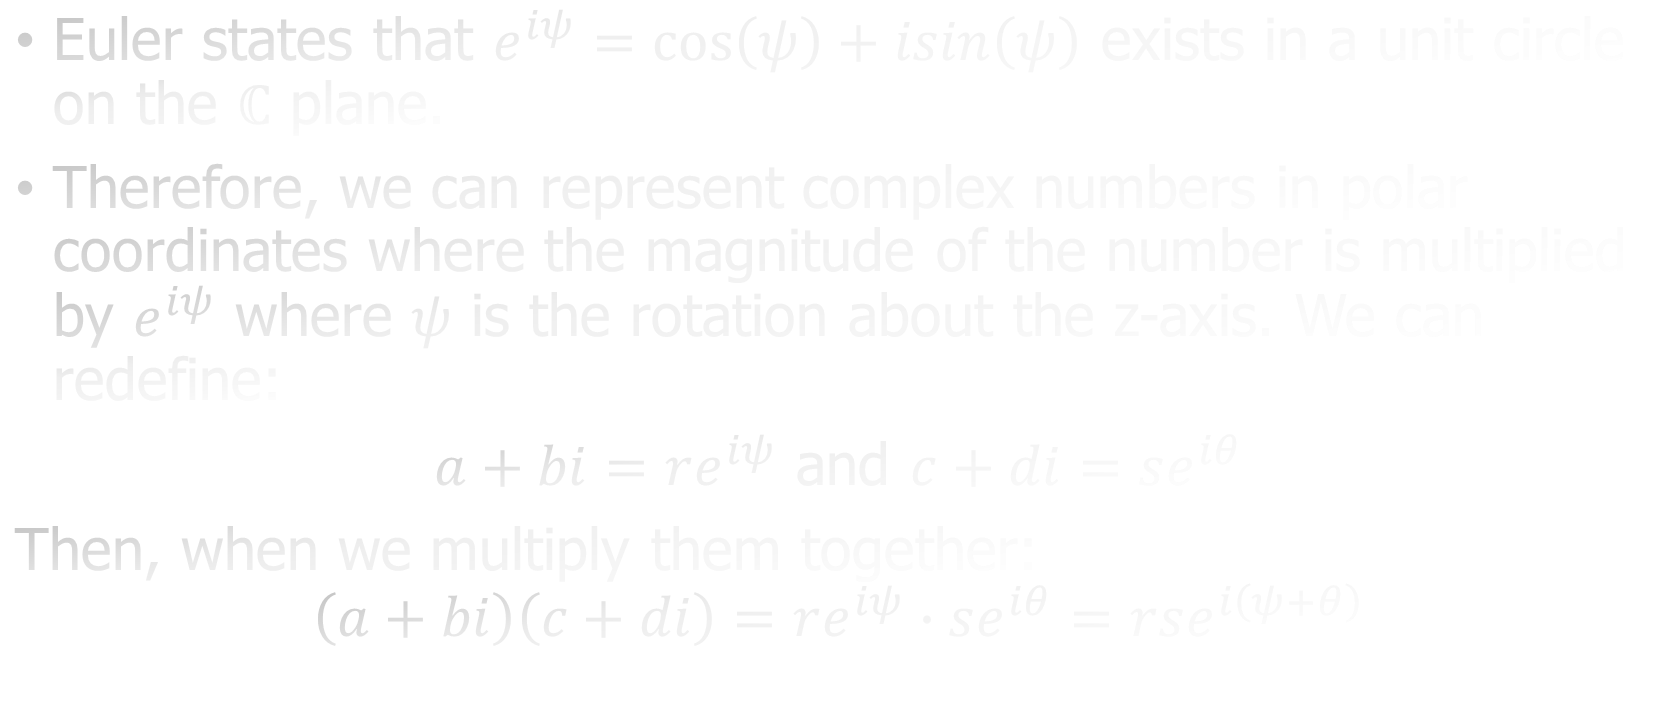 • Euler states that e^{iψ} = cos(ψ) + isin(ψ) exists in a unit circle
on the ℂ plane.
• Therefore, we can represent complex numbers in polar
coordinates where the magnitude of the number is multiplied
by e^{iψ} where ψ is the rotation about the z-axis. We can
redefine:
a + bi = re^{iψ} and c + di = se^{iθ}
Then, when we multiply them together:
(a + bi)(c + di) = re^{iψ} · se^{iθ} = rse^{i(ψ+θ)}